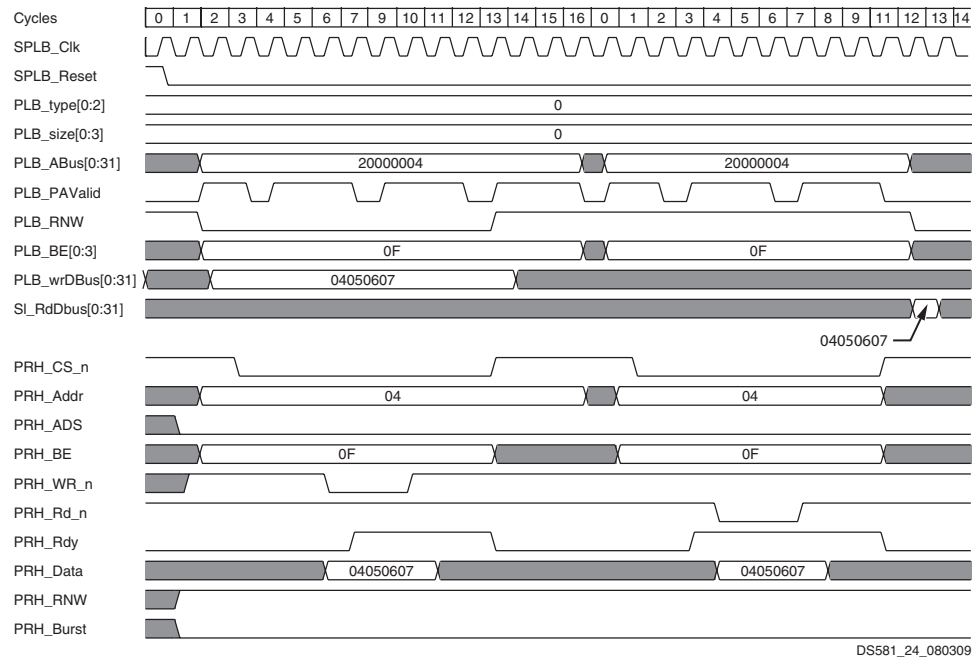 Cycles 0 1 2 3 4 5 6 7 8 9 10 11 12 13 14 15 16 0 1 2 3 4 5 6 7 8 9 11 12 13 14
SPLB_Clk
SPLB_Reset
PLB_type[0:2] 0
PLB_size[0:3] 0
PLB_ABus[0:31] 20000004 20000004
PLB_PAValid
PLB_RNW
PLB_BE[0:3] 0F 0F
PLB_wrDBus[0:31] 04050607
Sl_RdDbus[0:31]
04050607
PRH_CS_n
PRH_Addr 04 04
PRH_ADS
PRH_BE 0F 0F
PRH_WR_n
PRH_Rd_n
PRH_Rdy
PRH_Data 04050607 04050607
PRH_RNW
PRH_Burst
DS581_24_080309